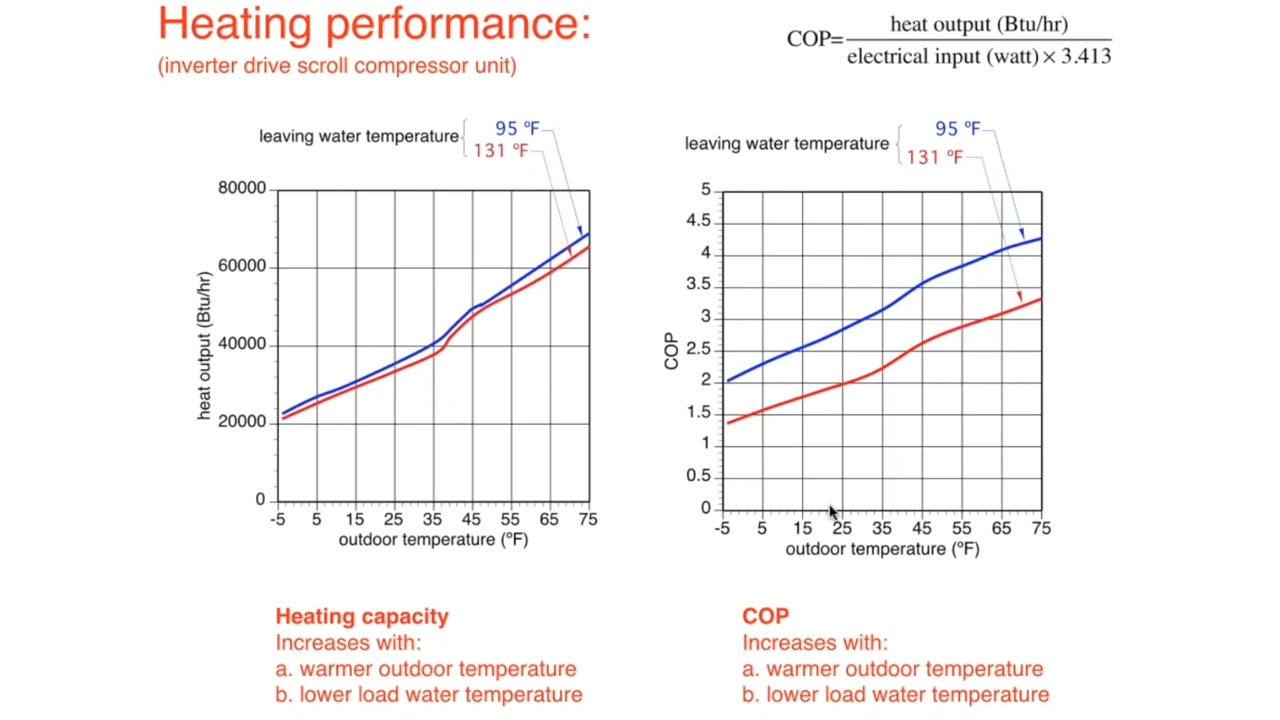 Heating performance:
(inverter drive scroll compressor unit)
COP= heat output (Btu/hr)
electrical input (watt) × 3.413
leaving water temperature
95 ºF
131 ºF
80000
60000
40000
20000
0
heat output (Btu/hr)
-5 5 15 25 35 45 55 65 75
outdoor temperature (ºF)
leaving water temperature
95 ºF
131 ºF
5
4.5
4
3.5
3
2.5
2
1.5
1
0.5
0
COP
-5 5 15 25 35 45 55 65 75
outdoor temperature (ºF)
Heating capacity
Increases with:
a. warmer outdoor temperature
b. lower load water temperature
COP
Increases with:
a. warmer outdoor temperature
b. lower load water temperature